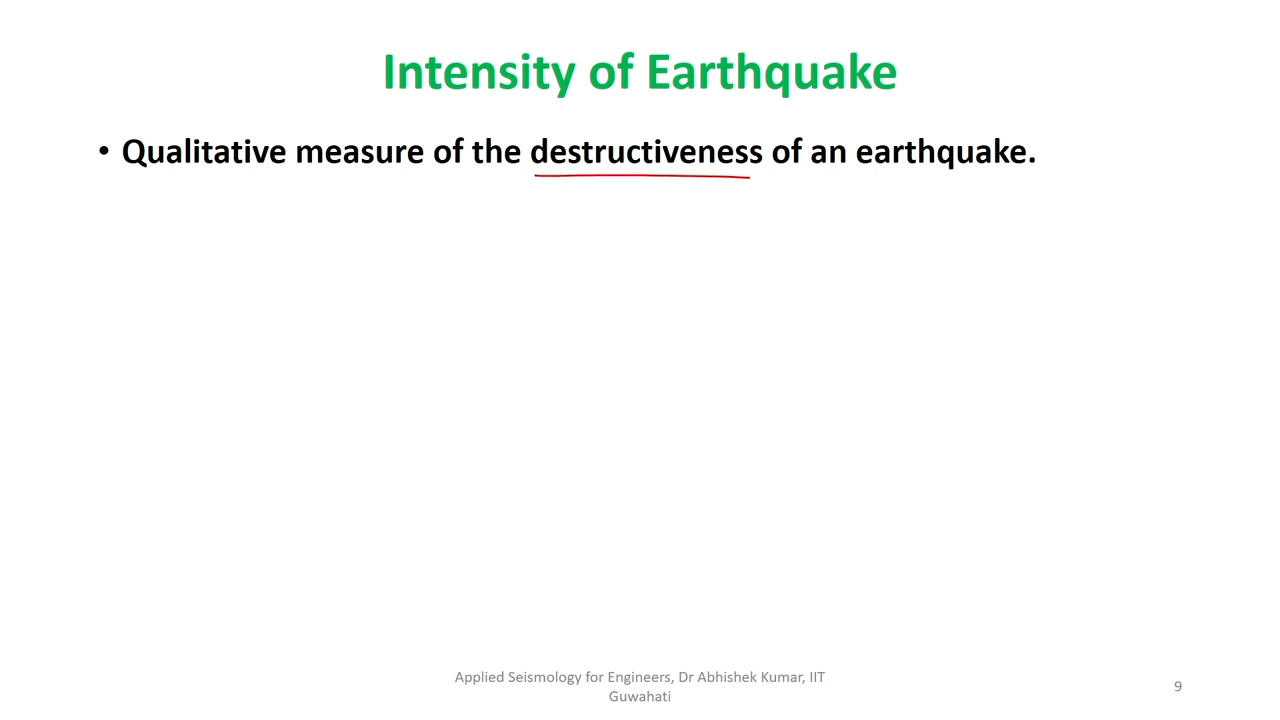 Intensity of Earthquake
• Qualitative measure of the destructiveness of an earthquake.
Applied Seismology for Engineers, Dr Abhishek Kumar, IIT
Guwahati
9